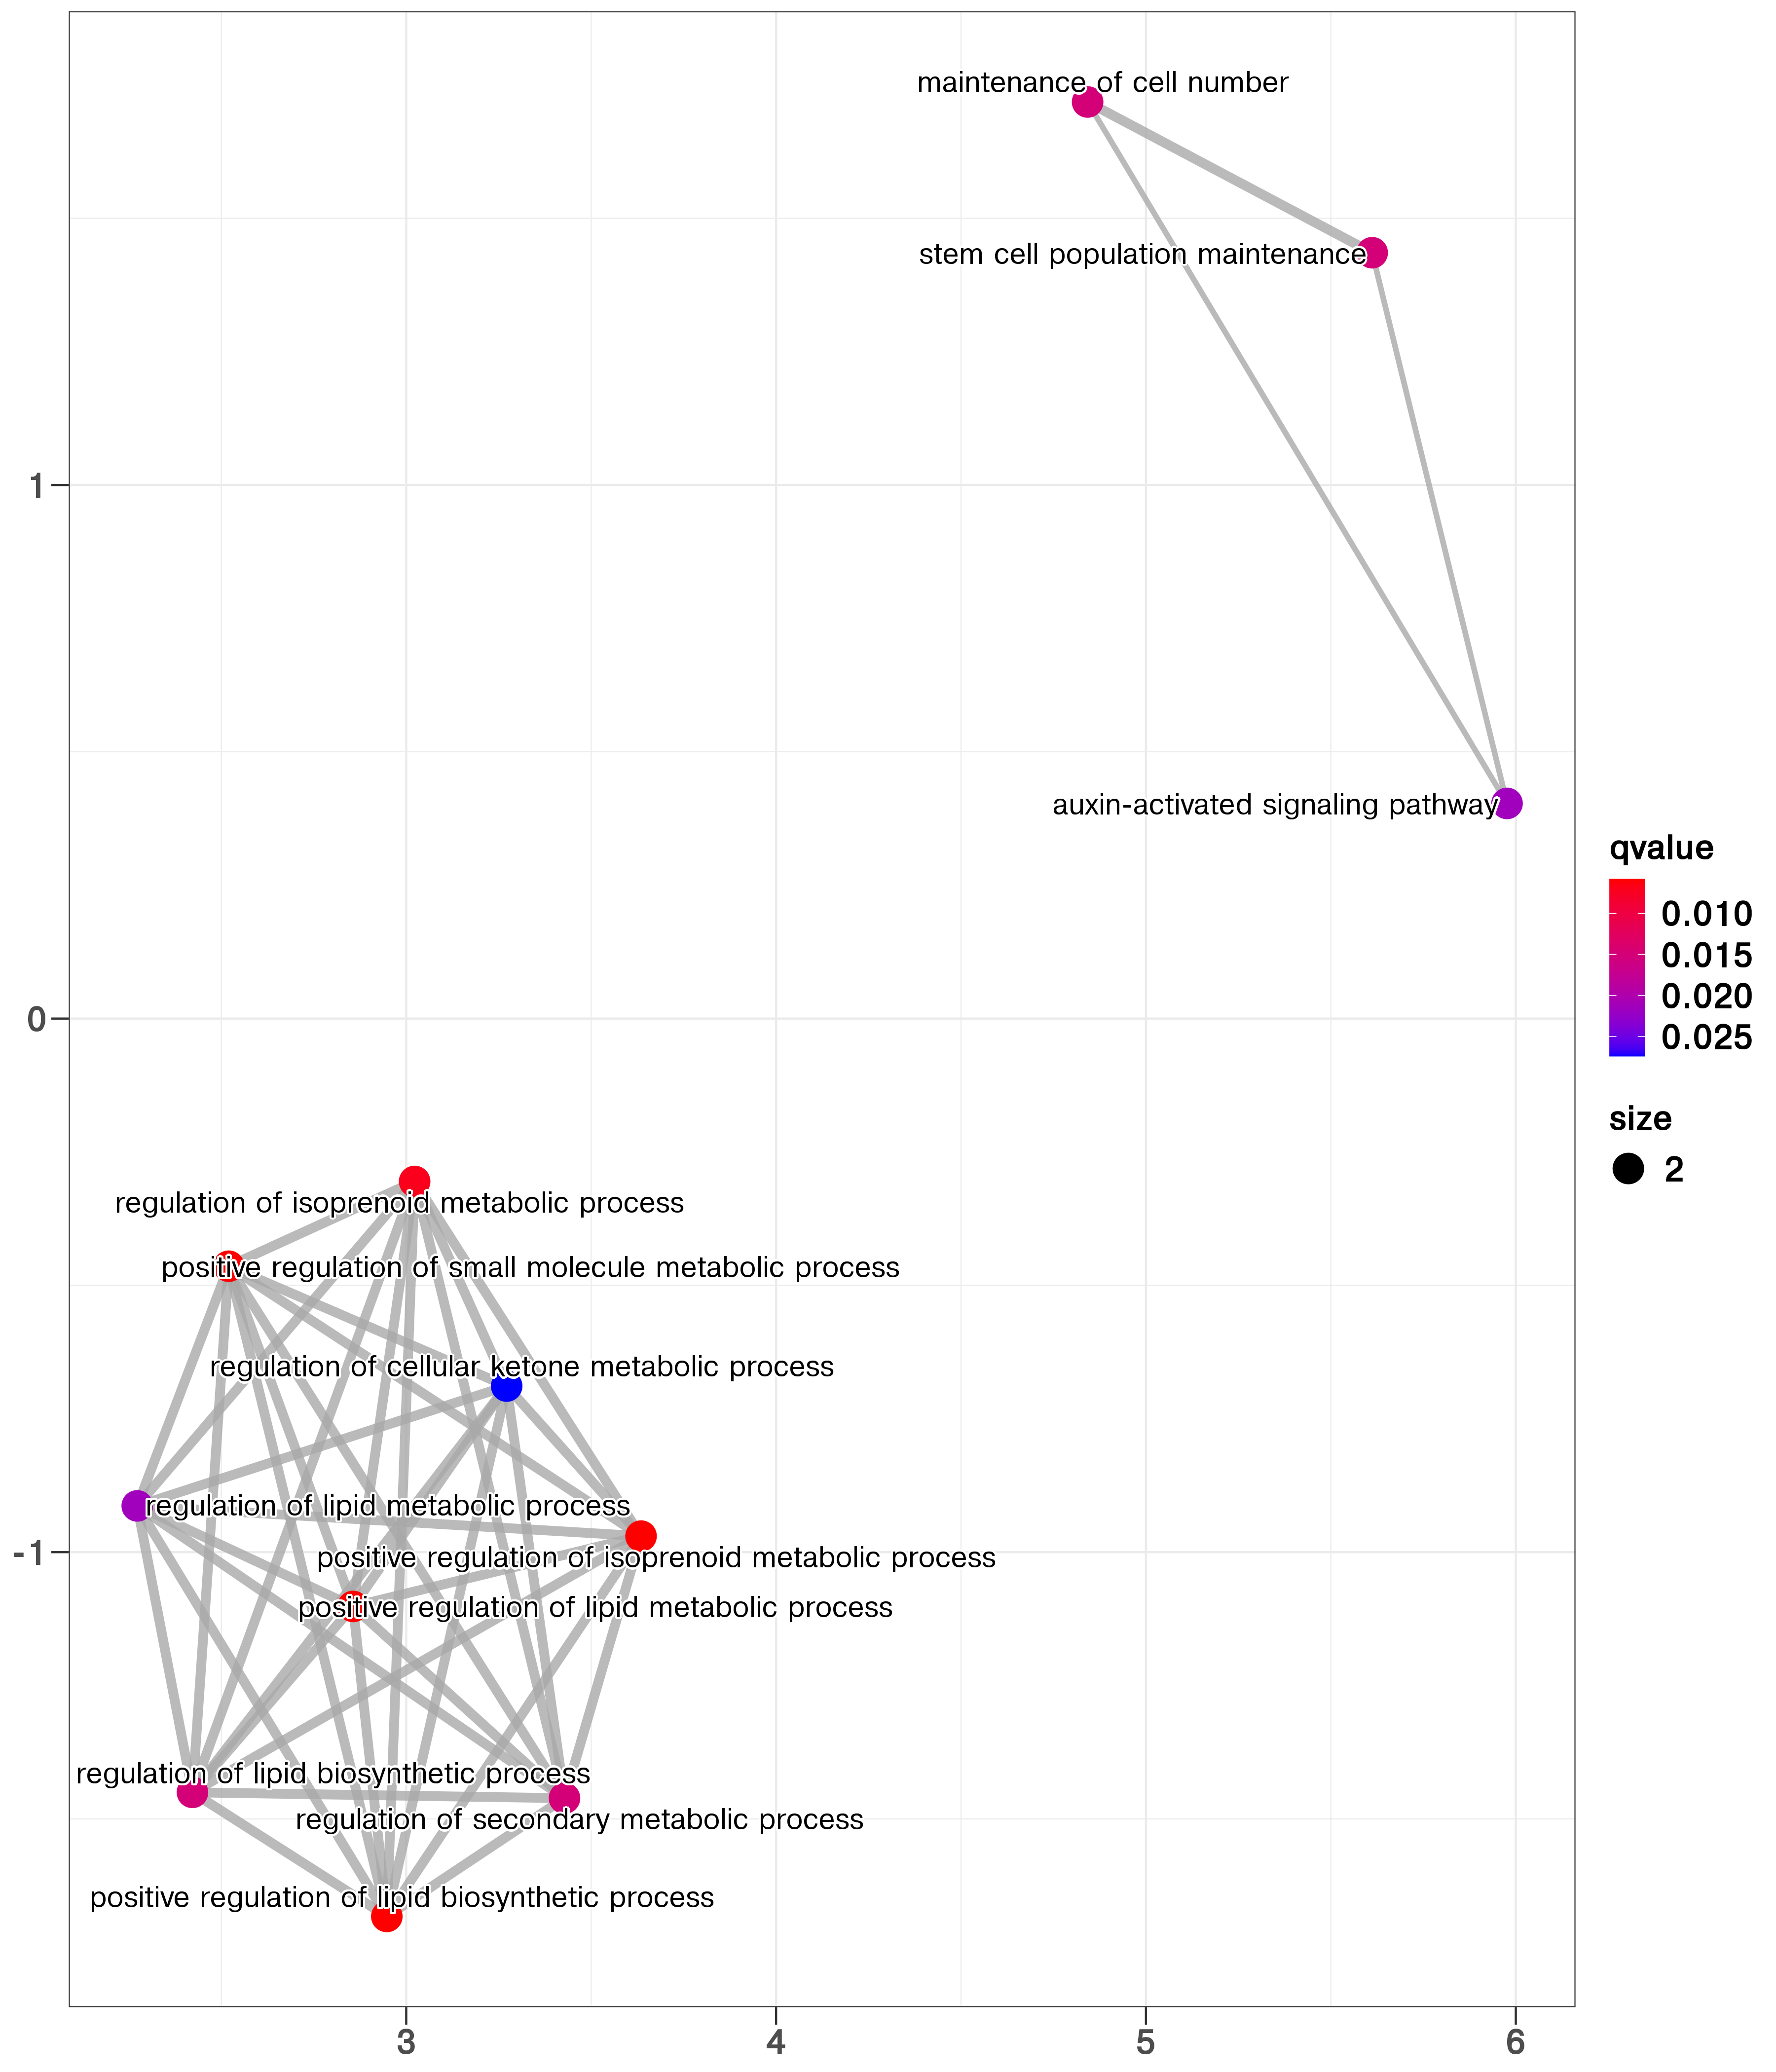 maintenance of cell number
stem cell population maintenance
1
auxin-activated signaling pathway
qvalue
0.010
0.015
0.020
0.025
0
size
2
regulation of isoprenoid metabolic process
positive regulation of small molecule metabolic process
regulation of cellular ketone metabolic process
regulation of lipid metabolic process
-1
positive regulation of isoprenoid metabolic process
positive regulation of lipid metabolic process
regulation of lipid biosynthetic process
regulation of secondary metabolic process
positive regulation of lipid biosynthetic process
3 4 5 6